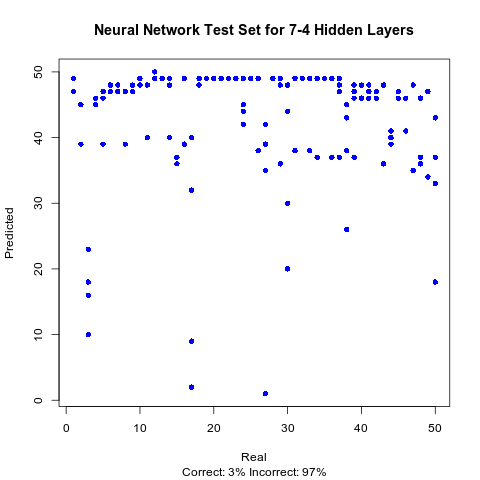 Neural Network Test Set for 7-4 Hidden Layers
Predicted
50
40
30
20
10
0
0 10 20 30 40 50
Real
Correct: 3% Incorrect: 97%